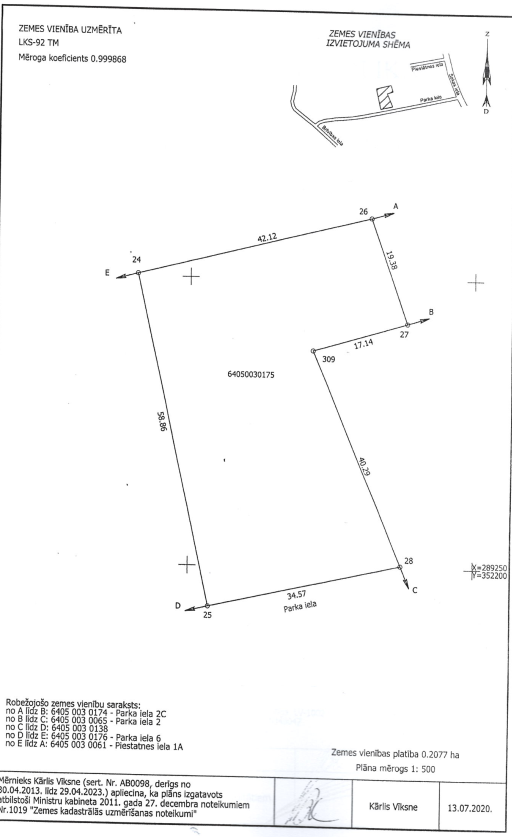 ZEMES VIENĪBA UZMĒRĪTA
LKS-92 TM
Mēroga koeficients 0.999868
ZEMES VIENĪBAS
IZVIETOJUMA SHĒMA
Z
Piestātnes iela
Parka iela
D
26
A
42.12
24
E
19.38
B
27
17.14
309
64050030175
58.86
40.29
28
X=289250
Y=352200
C
34.57
D
Parka iela
25
Robežojošo zemes vienību saraksts:
no A līdz B: 6405 003 0174 - Parka iela 2C
no B līdz C: 6405 003 0065 - Parka iela 2
no C līdz D: 6405 003 0138
no D līdz E: 6405 003 0176 - Parka iela 6
no E līdz A: 6405 003 0061 - Piestātnes iela 1A
Zemes vienības platība 0.2077 ha
Plāna mērogs 1: 500
Mērnieks Kārlis Vīksne (sert. Nr. AB0098, derīgs no
30.04.2013. līdz 29.04.2023.) apliecina, ka plāns izgatavots
atbilstoši Ministru kabineta 2011. gada 27. decembra noteikumiem
Nr.1019 "Zemes kadastrālās uzmērīšanas noteikumi"
Kārlis Vīksne
13.07.2020.